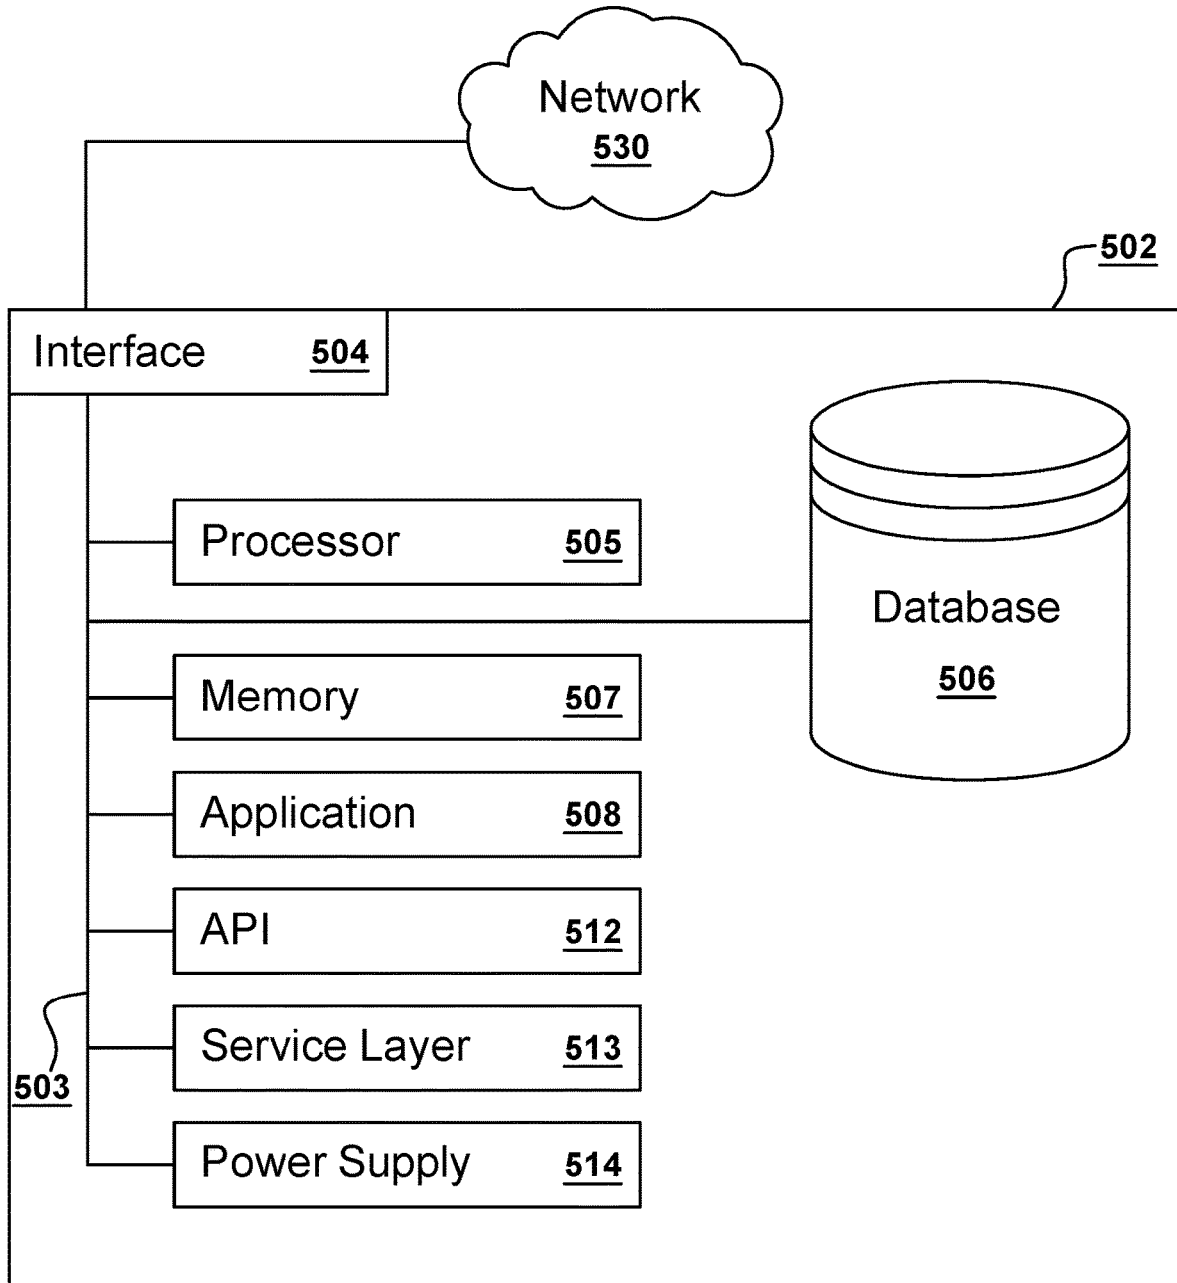 Network
530
502
Interface 504
Processor 505
Database
506
Memory 507
Application 508
API 512
Service Layer 513
503
Power Supply 514